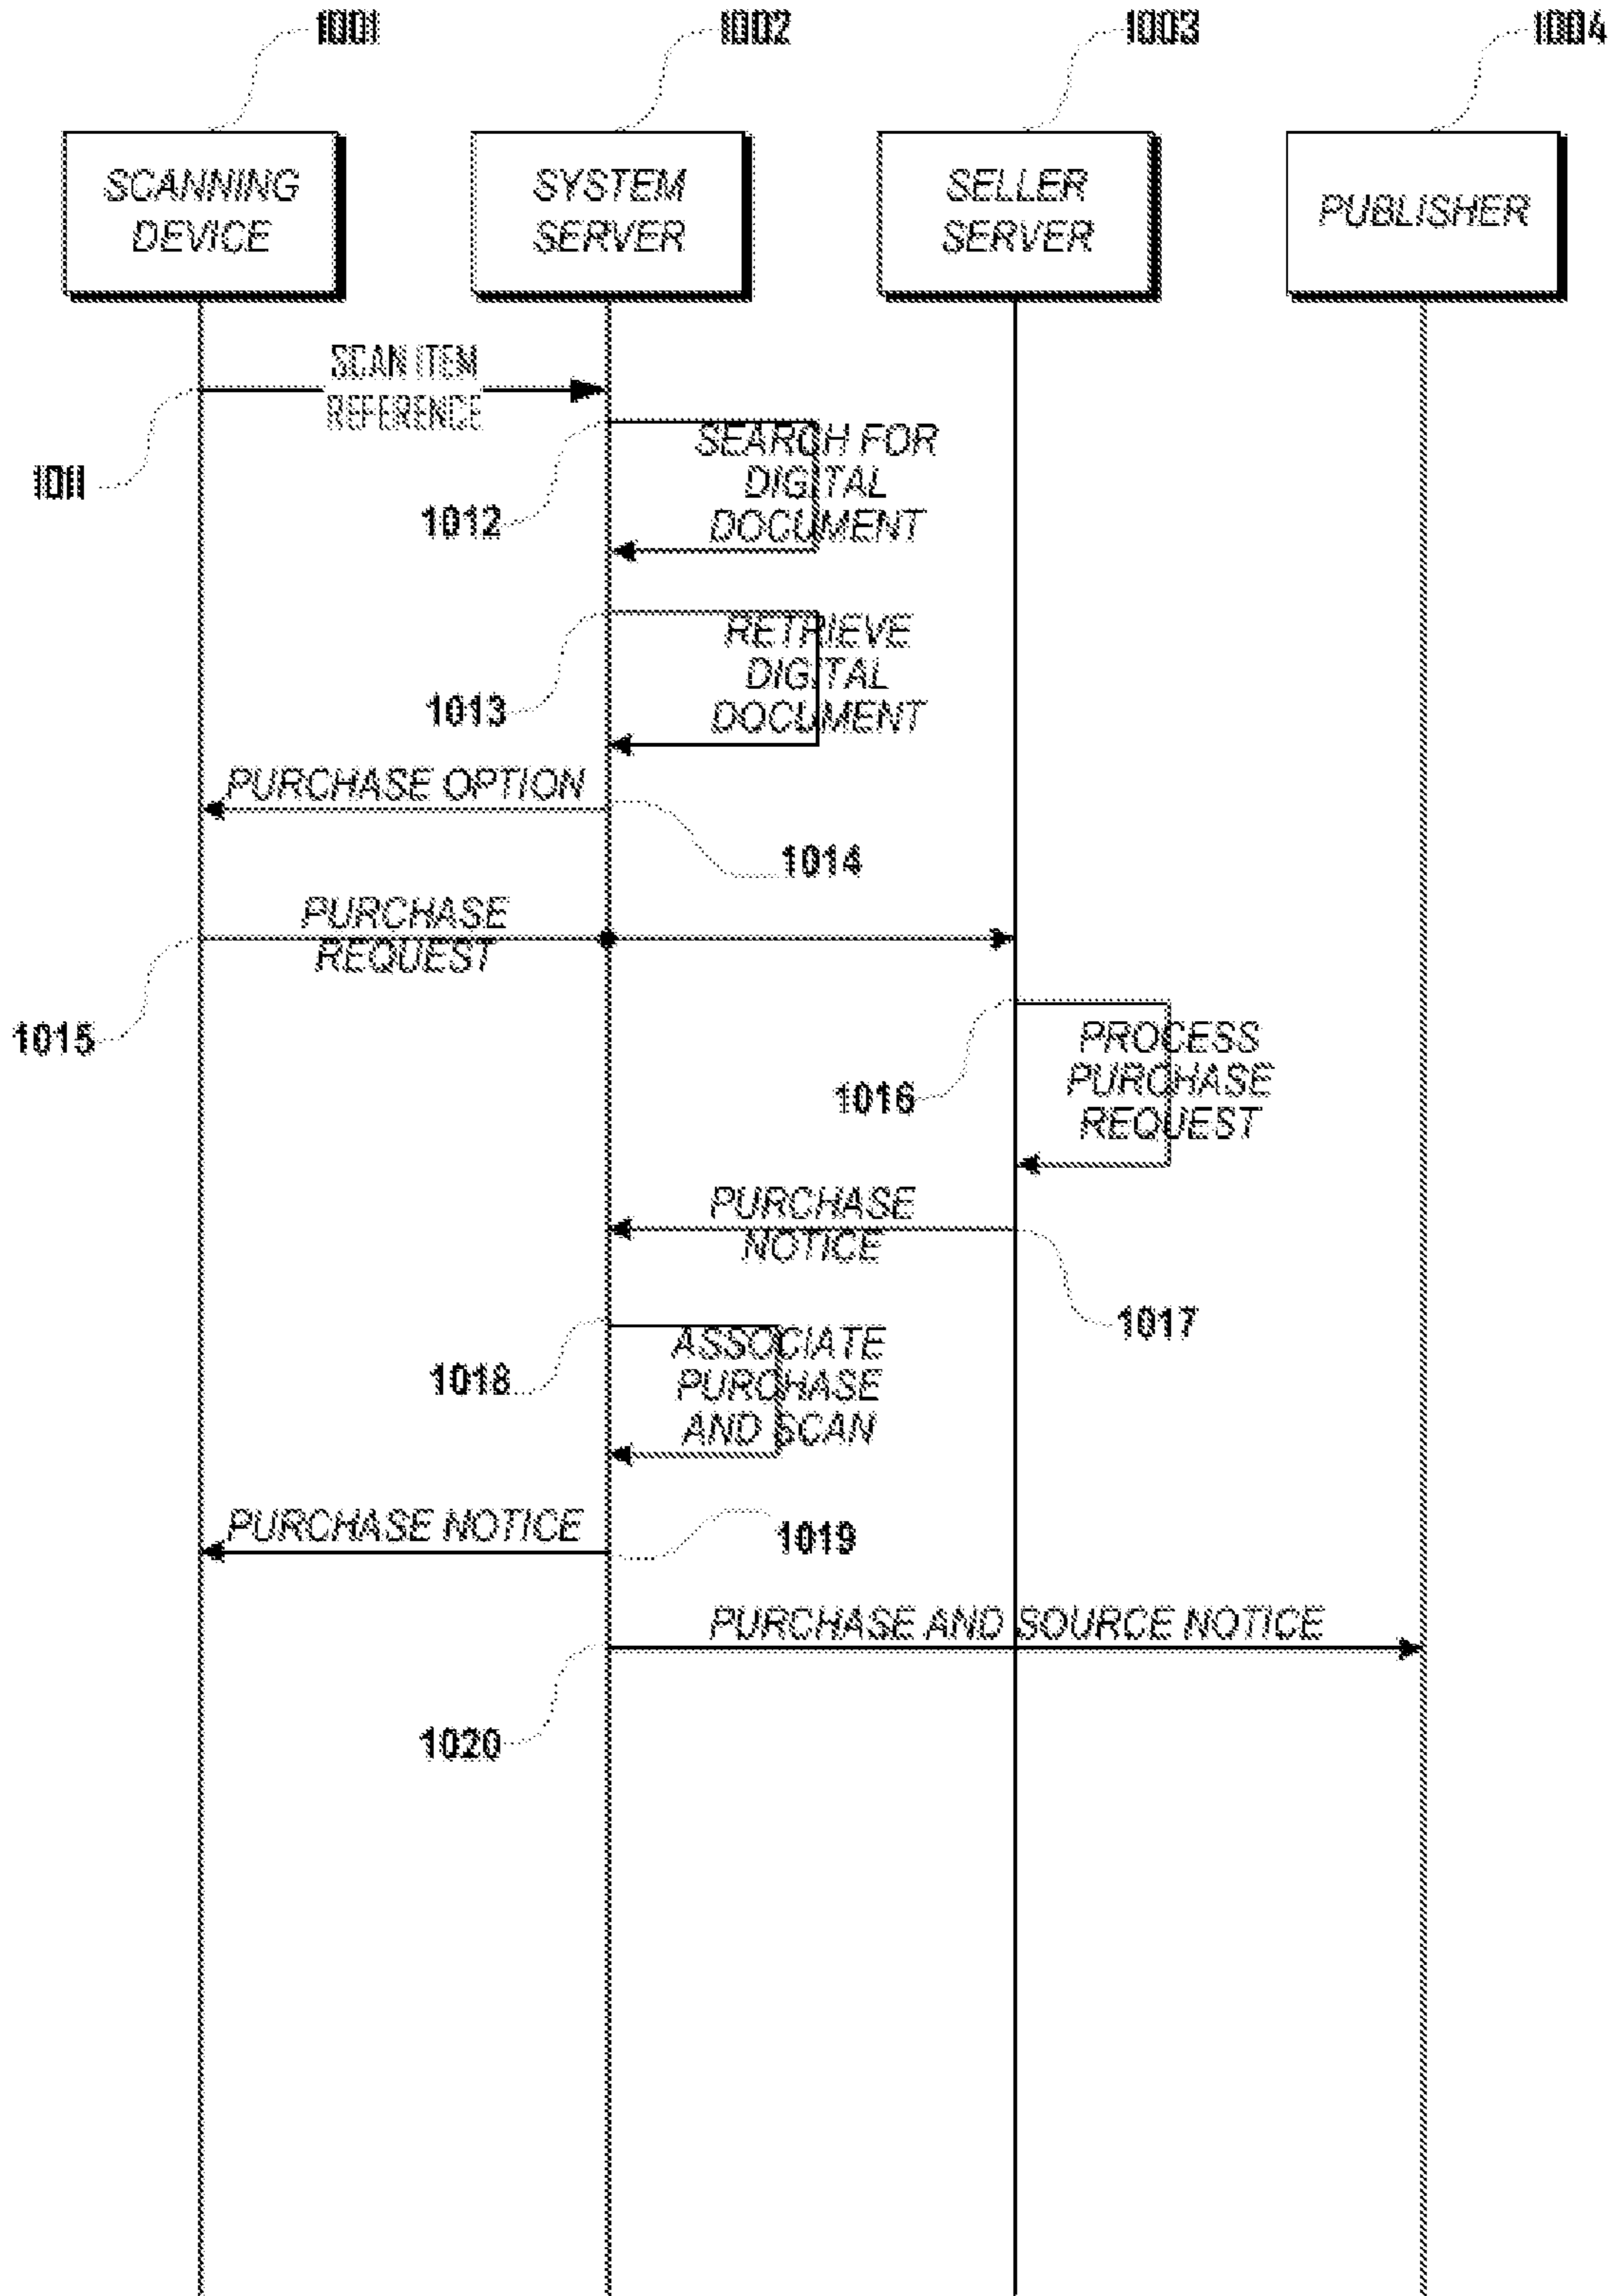 1001
1002
1003
1004
SCANNING
DEVICE
SYSTEM
SERVER
SELLER
SERVER
PUBLISHER
SCAN ITEM
REFERENCE
1011
SEARCH FOR
DIGITAL
DOCUMENT
1012
RETRIEVE
DIGITAL
DOCUMENT
1013
PURCHASE OPTION
1014
PURCHASE
REQUEST
1015
PROCESS
PURCHASE
REQUEST
1016
PURCHASE
NOTICE
1017
ASSOCIATE
PURCHASE
AND SCAN
1018
PURCHASE NOTICE
1019
PURCHASE AND SOURCE NOTICE
1020